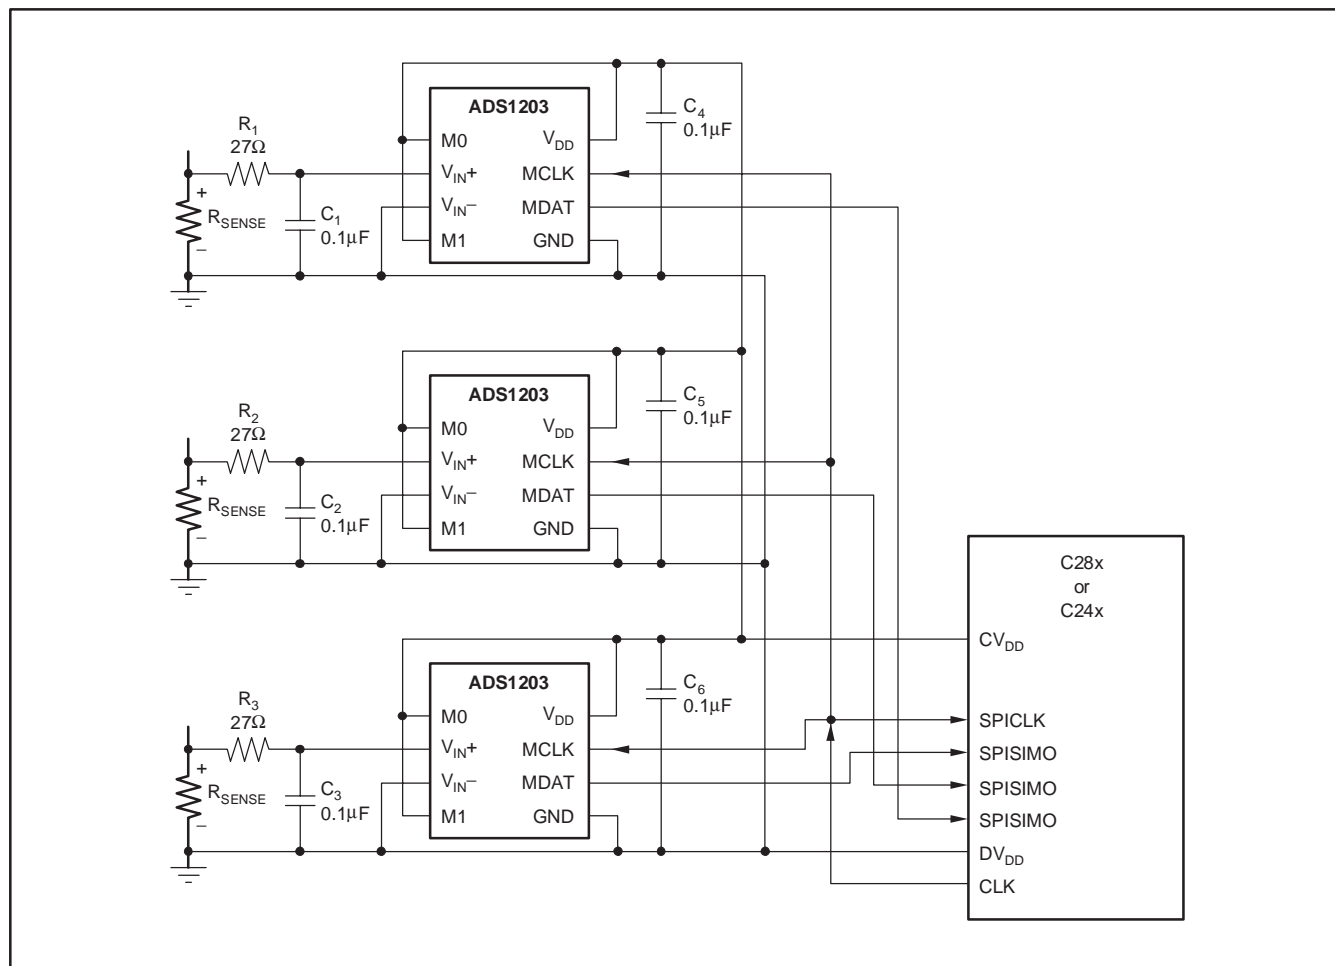 ADS1203
R1
27Ω
+
RSENSE
–
C1
0.1µF
M0
VIN+
VIN–
M1
VDD
MCLK
MDAT
GND
C4
0.1µF
ADS1203
R2
27Ω
+
RSENSE
–
C2
0.1µF
M0
VIN+
VIN–
M1
VDD
MCLK
MDAT
GND
C5
0.1µF
ADS1203
R3
27Ω
+
RSENSE
–
C3
0.1µF
M0
VIN+
VIN–
M1
VDD
MCLK
MDAT
GND
C6
0.1µF
C28x
or
C24x
CVDD
SPICLK
SPISIMO
SPISIMO
SPISIMO
DVDD
CLK